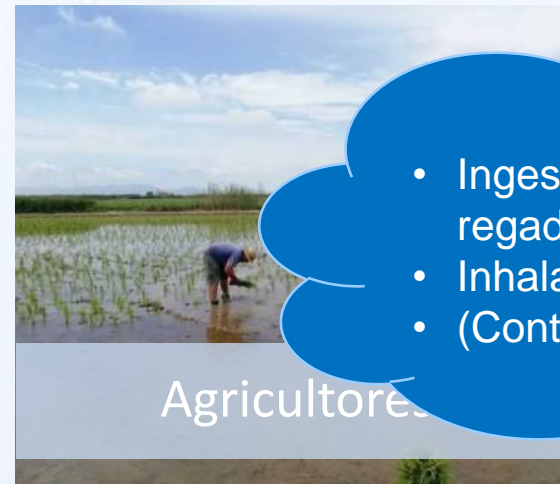 • Inges
regad
• Inhala
• (Cont
Agricultores